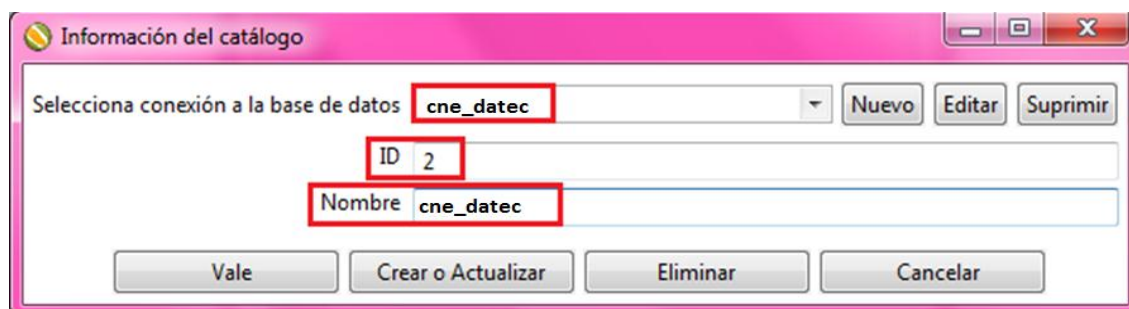 Información del catálogo
Selecciona conexión a la base de datos cne_datec Nuevo Editar Suprimir
ID 2
Nombre cne_datec
Vale Crear o Actualizar Eliminar Cancelar